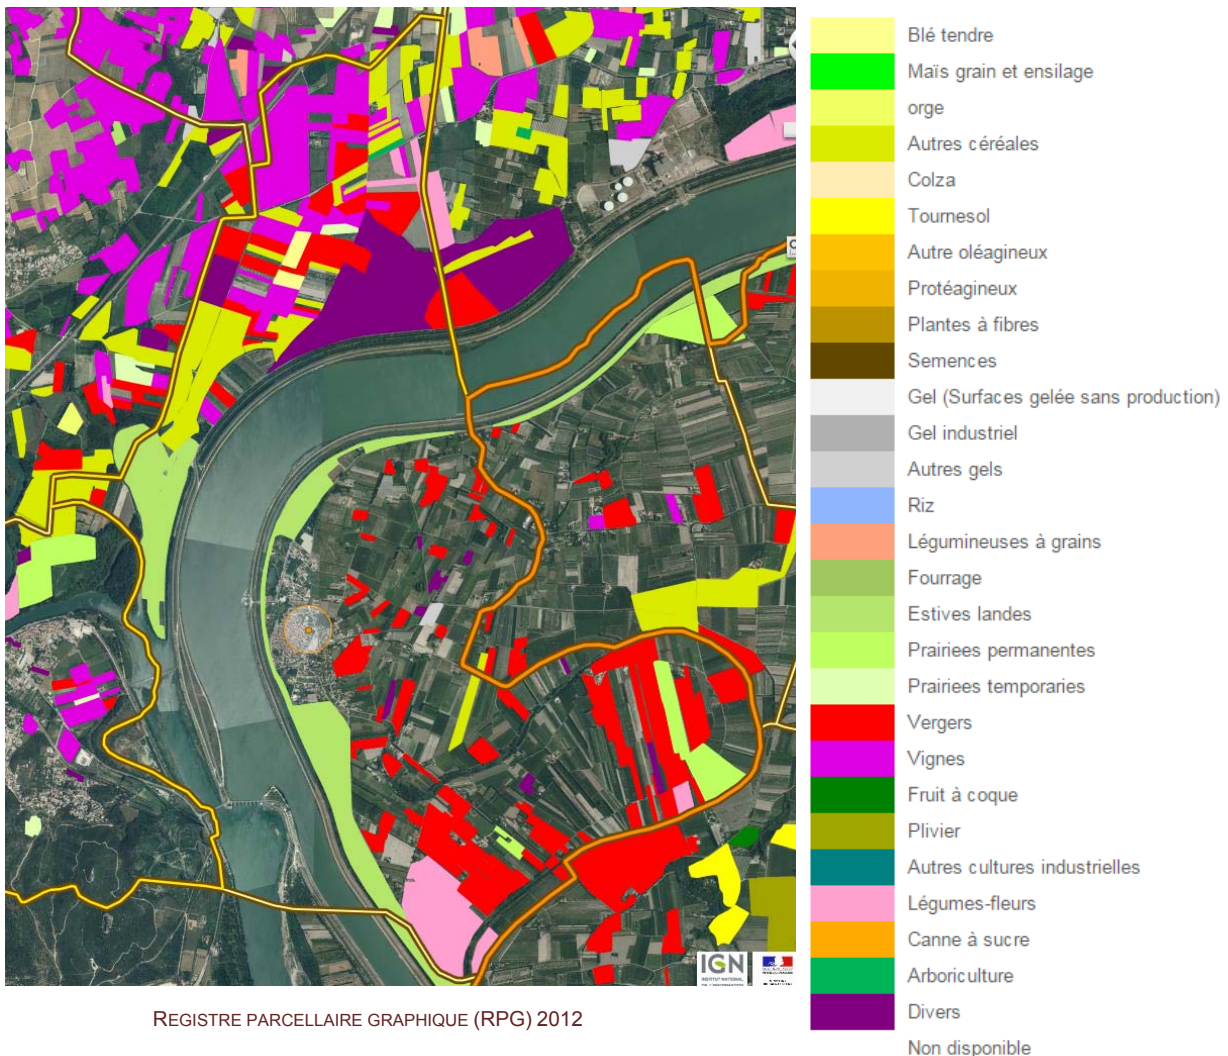 Blé tendre
Maïs grain et ensilage
orge
Autres céréales
Colza
Tournesol
Autre oléagineux
Protéagineux
Plantes à fibres
Semences
Gel (Surfaces gelée sans production)
Gel industriel
Autres gels
Riz
Légumineuses à grains
Fourrage
Estives landes
Prairiees permanentes
Prairiees temporaries
Vergers
Vignes
Fruit à coque
Plivier
Autres cultures industrielles
Légumes-fleurs
Canne à sucre
Arboriculture
Divers
Non disponible
IGN
INSTITUT NATIONAL
REGISTRE PARCELLAIRE GRAPHIQUE (RPG) 2012